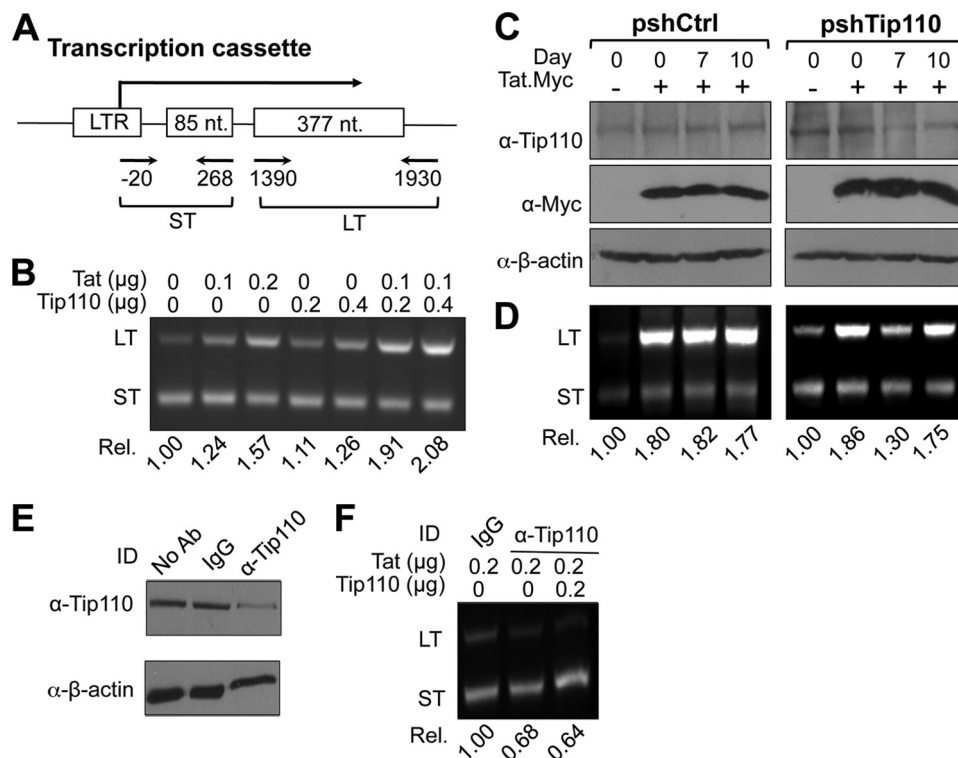 A
Transcription cassette
LTR 85 nt. 377 nt.
-20 268 1390 1930
ST LT
B
Tat (µg) 0 0.1 0.2 0 0 0.1 0.1
Tip110 (µg) 0 0 0 0.2 0.4 0.2 0.4
LT
ST
Rel. 1.00 1.24 1.57 1.11 1.26 1.91 2.08
C
pshCtrl pshTip110
Day 0 0 7 10 0 0 7 10
Tat.Myc - + + + - + + +
α-Tip110
α-Myc
α-β-actin
D
LT
ST
Rel. 1.00 1.80 1.82 1.77 1.00 1.86 1.30 1.75
E
ID No Ab IgG α-Tip110
α-Tip110
α-β-actin
F
ID IgG α-Tip110
Tat (µg) 0.2 0.2 0.2
Tip110 (µg) 0 0 0.2
LT
ST
Rel. 1.00 0.68 0.64